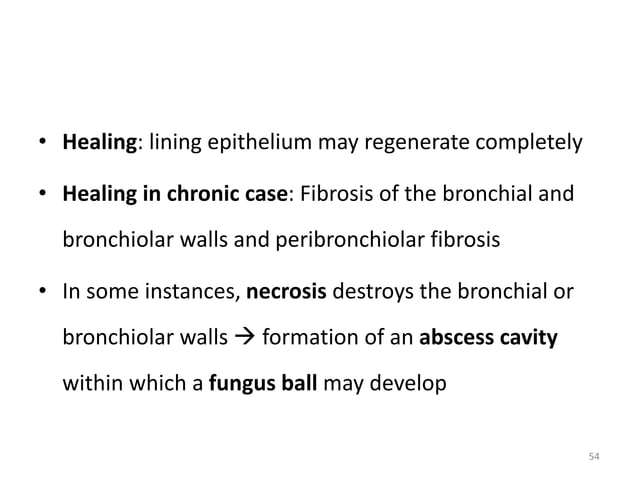 • Healing: lining epithelium may regenerate completely
• Healing in chronic case: Fibrosis of the bronchial and
bronchiolar walls and peribronchiolar fibrosis
• In some instances, necrosis destroys the bronchial or
bronchiolar walls → formation of an abscess cavity
within which a fungus ball may develop
54